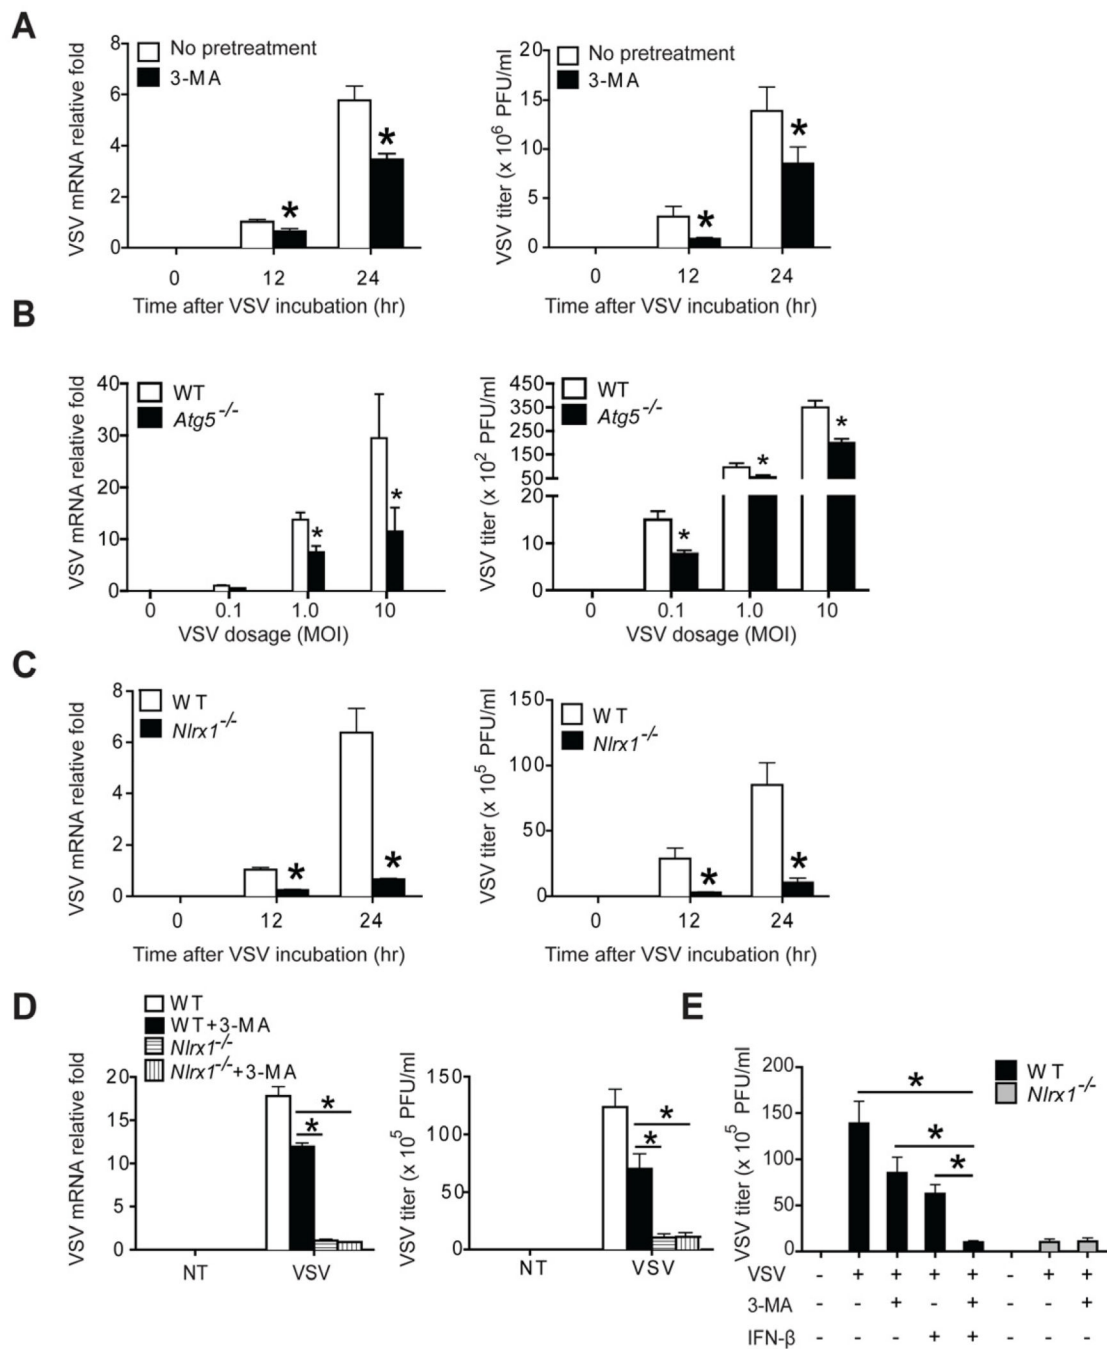 A
VSV mRNA relative fold
8
6
4
2
0
No pretreatment
3-MA
*
*
0 12 24
Time after VSV incubation (hr)
VSV titer (x 10⁶ PFU/ml)
20
15
10
5
0
No pretreatment
3-MA
*
*
0 12 24
Time after VSV incubation (hr)
B
VSV mRNA relative fold
40
30
20
10
0
WT
Atg5⁻/⁻
*
*
0 0.1 1.0 10
VSV dosage (MOI)
VSV titer (x 10² PFU/ml)
450
350
250
150
50
20
10
0
WT
Atg5⁻/⁻
*
*
*
0 0.1 1.0 10
VSV dosage (MOI)
C
VSV mRNA relative fold
8
6
4
2
0
WT
Nlrx1⁻/⁻
*
*
0 12 24
Time after VSV incubation (hr)
VSV titer (x 10⁵ PFU/ml)
150
100
50
0
WT
Nlrx1⁻/⁻
*
*
0 12 24
Time after VSV incubation (hr)
D
WT
WT+3-MA
Nlrx1⁻/⁻
Nlrx1⁻/⁻+3-MA
VSV mRNA relative fold
20
15
10
5
0
*
*
NT VSV
VSV titer (x 10⁵ PFU/ml)
150
100
50
0
*
*
NT VSV
E
VSV titer (x 10⁵ PFU/ml)
200
150
100
50
0
WT
Nlrx1⁻/⁻
*
*
*
VSV - + + + + - + +
3-MA - - + - + - - +
IFN-β - - - + + - - -